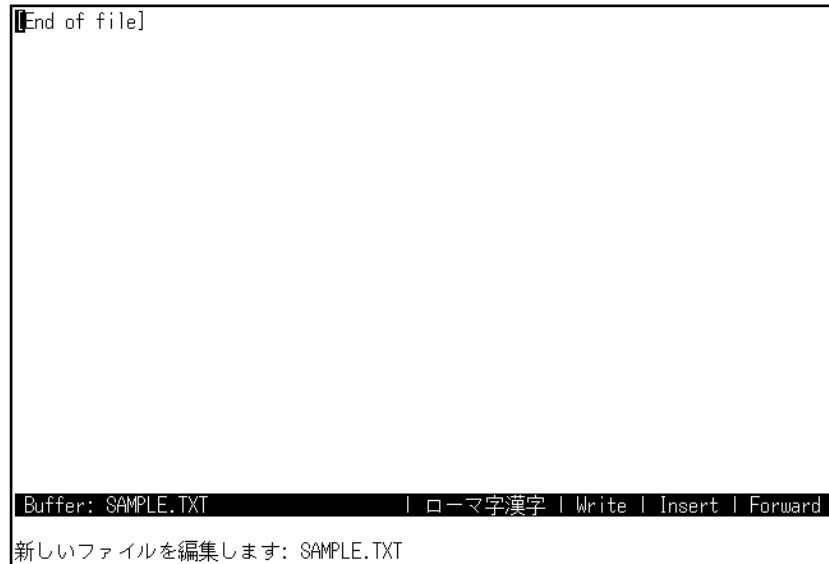 [End of file]
Buffer: SAMPLE.TXT | ローマ字漢字 | Write | Insert | Forward
新しいファイルを編集します: SAMPLE.TXT